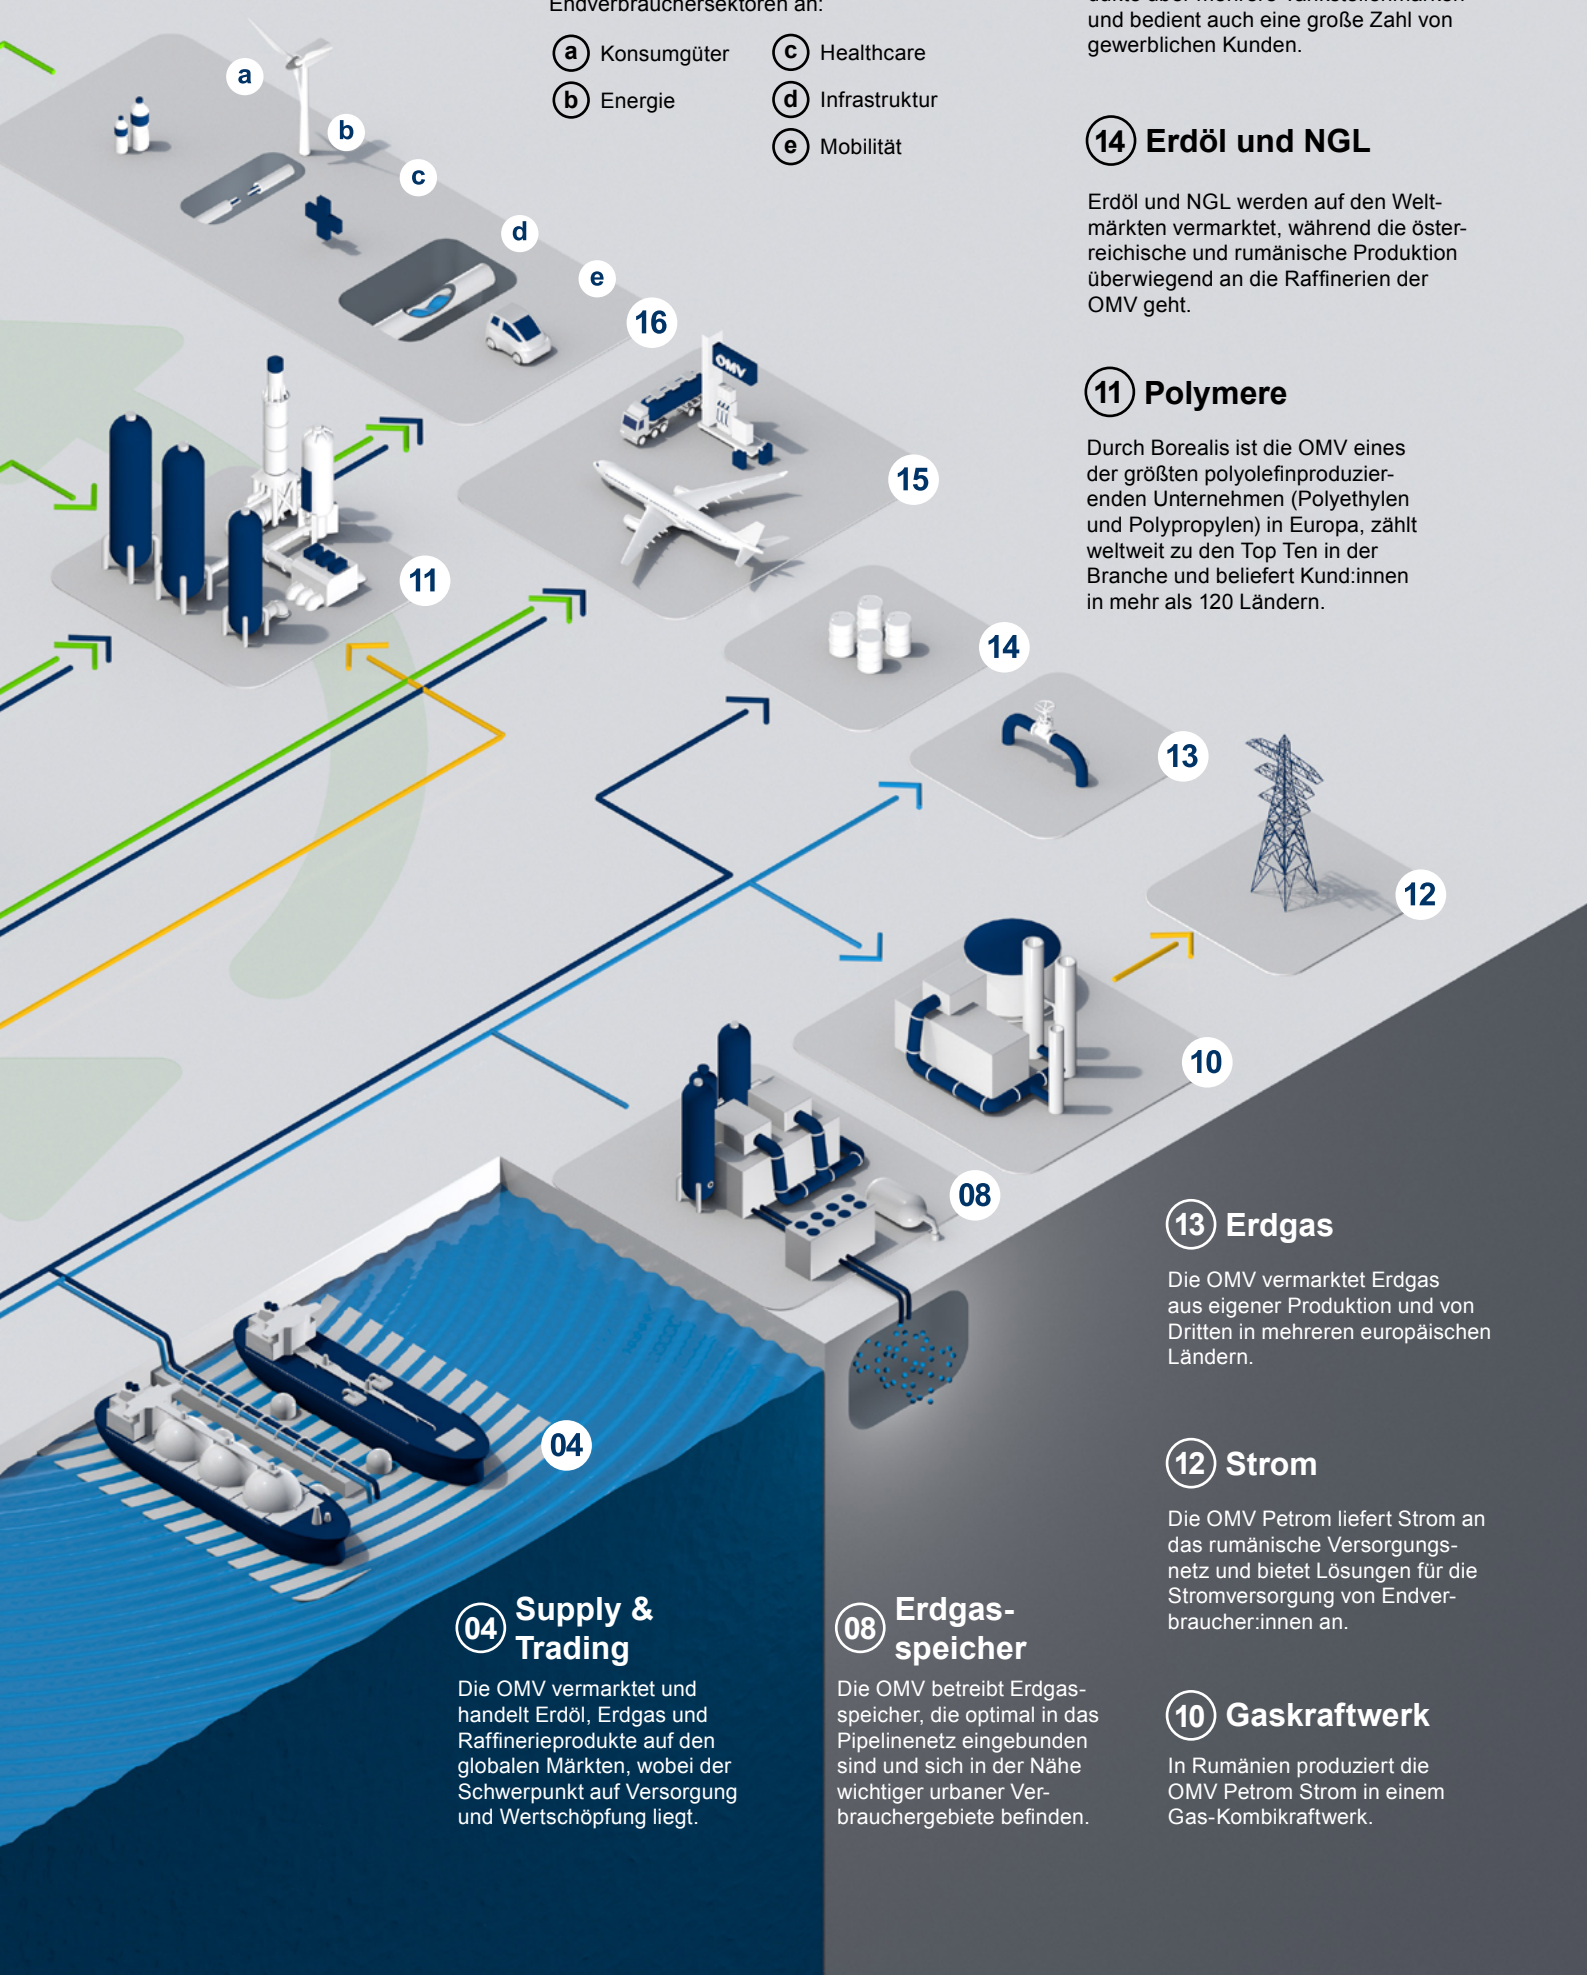 Endverbrauchersektoren an:
a Konsumgüter
b Energie
c Healthcare
d Infrastruktur
e Mobilität
und bedient auch eine große Zahl von
gewerblichen Kunden.
14 Erdöl und NGL
Erdöl und NGL werden auf den Welt-
märkten vermarktet, während die öster-
reichische und rumänische Produktion
überwiegend an die Raffinerien der
OMV geht.
11 Polymere
Durch Borealis ist die OMV eines
der größten polyolefinproduzier-
enden Unternehmen (Polyethylen
und Polypropylen) in Europa, zählt
weltweit zu den Top Ten in der
Branche und beliefert Kund:innen
in mehr als 120 Ländern.
a
b
c
d
e
16
OMV
15
11
14
13
12
10
08
04
13 Erdgas
Die OMV vermarktet Erdgas
aus eigener Produktion und von
Dritten in mehreren europäischen
Ländern.
12 Strom
Die OMV Petrom liefert Strom an
das rumänische Versorgungs-
netz und bietet Lösungen für die
Stromversorgung von Endver-
braucher:innen an.
04 Supply &
Trading
Die OMV vermarktet und
handelt Erdöl, Erdgas und
Raffinerieprodukte auf den
globalen Märkten, wobei der
Schwerpunkt auf Versorgung
und Wertschöpfung liegt.
08 Erdgas-
speicher
Die OMV betreibt Erdgas-
speicher, die optimal in das
Pipelinenetz eingebunden
sind und sich in der Nähe
wichtiger urbaner Ver-
brauchergebiete befinden.
10 Gaskraftwerk
In Rumänien produziert die
OMV Petrom Strom in einem
Gas-Kombikraftwerk.